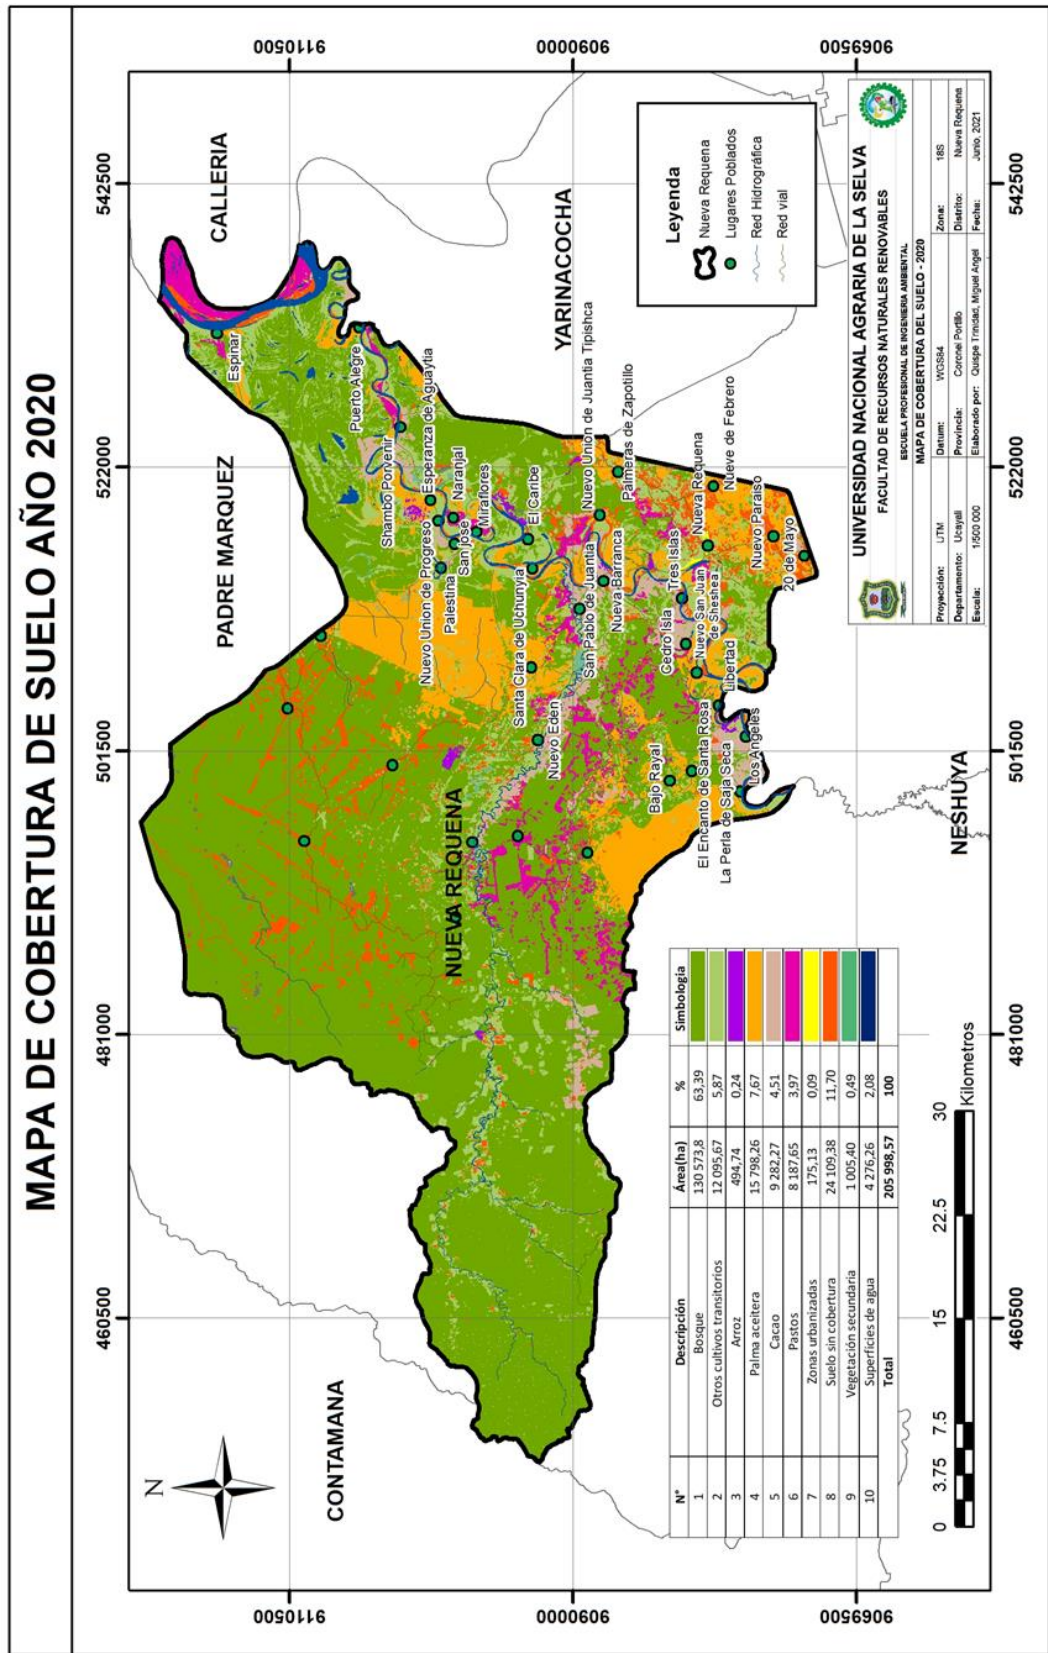 MAPA DE COBERTURA DE SUELO AÑO 2020
460500
481000
501500
522000
542500
9110500
9090000
9069500
9110500
9090000
9069500
460500
481000
501500
522000
542500
N
CONTAMANA
PADRE MARQUEZ
CALLERIA
YARINACOCHA
NESHUYA
NUEVA REQUENA
Espinar
Puerto Alegre
Shambo Porvenir
Esperanza de Aguaytia
Nuevo Union de Progreso
Naranjal
Palestina
San jose
Miraflores
El Caribe
Santa Clara de Uchunyia
Nuevo Union de Juantia Tipishca
San Pablo de Juantia
Palmeras de Zapotillo
Nueva Barranca
Nuevo Eden
Cedro Isla
Tres Islas
Nueva Requena
Nueve de Febrero
Nuevo San Juan
de Sheshea
Libertad
Nuevo Paraiso
20 de Mayo
Bajo Rayal
El Encanto de Santa Rosa
La Perla de Saja Seca
Los Angeles
Leyenda
Nueva Requena
Lugares Poblados
Red Hidrográfica
Red vial
N° Descripción Área(ha) % Simbologia
1 Bosque 130 573,8 63,39
2 Otros cultivos transitorios 12 095,67 5,87
3 Arroz 494,74 0,24
4 Palma aceitera 15 798,26 7,67
5 Cacao 9 282,27 4,51
6 Pastos 8 187,65 3,97
7 Zonas urbanizadas 175,13 0,09
8 Suelo sin cobertura 24 109,38 11,70
9 Vegetación secundaria 1 005,40 0,49
10 Superficies de agua 4 276,26 2,08
Total 205 998,57 100
0 3.75 7.5 15 22.5 30
Kilometros
UNIVERSIDAD NACIONAL AGRARIA DE LA SELVA
FACULTAD DE RECURSOS NATURALES RENOVABLES
ESCUELA PROFESIONAL DE INGENIERIA AMBIENTAL
MAPA DE COBERTURA DEL SUELO - 2020
Proyección: UTM Datum: WGS84 Zona: 18S
Departamento: Ucayali Provincia: Coronel Portillo Distrito: Nueva Requena
Escala: 1/500 000 Elaborado por: Quispe Trinidad, Miguel Angel Fecha: Junio, 2021